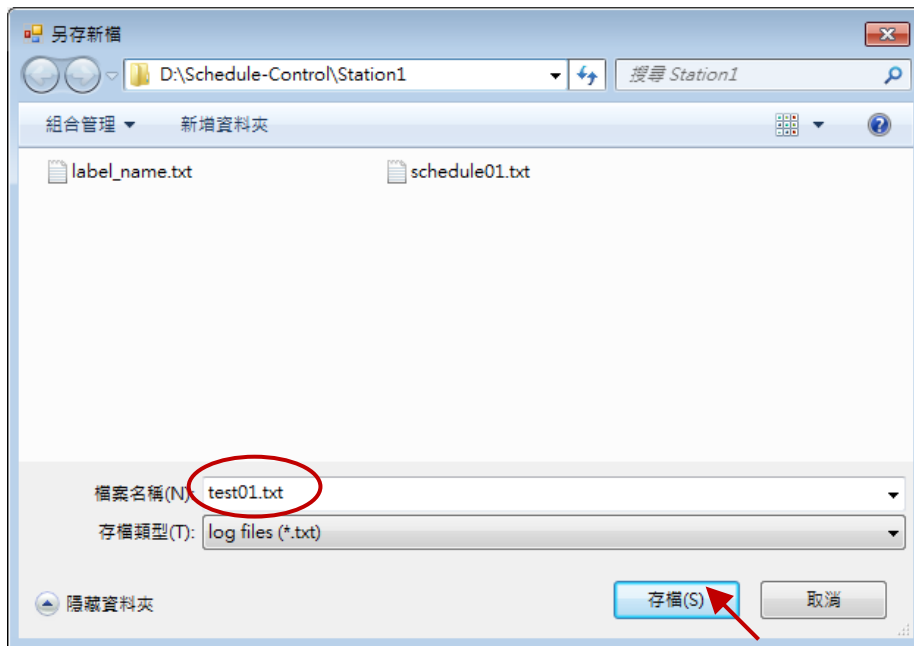 另存新檔
D:\Schedule-Control\Station1 搜尋 Station1
組合管理 新增資料夾
label_name.txt schedule01.txt
檔案名稱(N): test01.txt
存檔類型(T): log files (*.txt)
隱藏資料夾 存檔(S) 取消